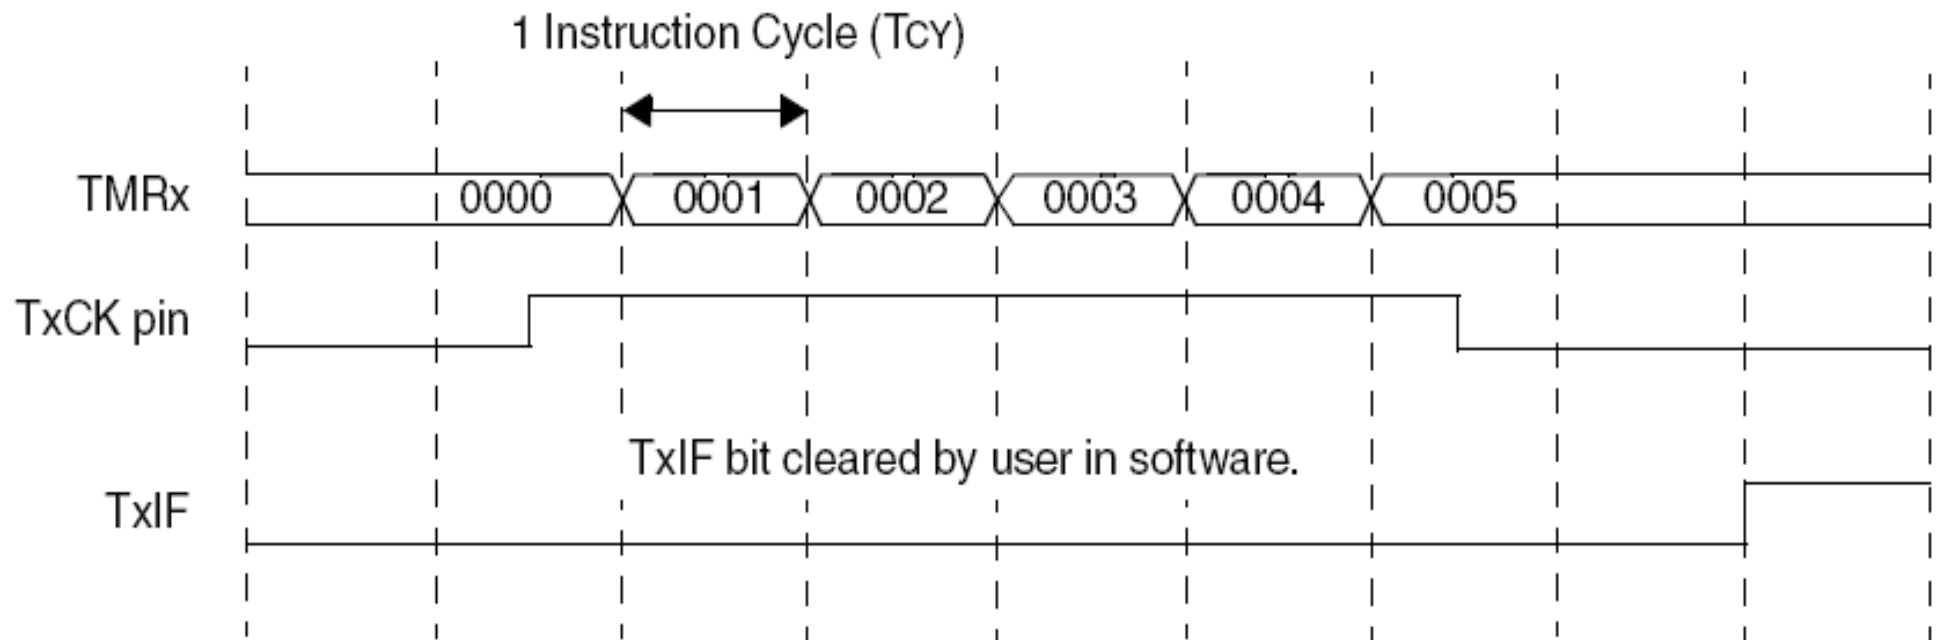 1 Instruction Cycle (TCY)
TMRx 0000 0001 0002 0003 0004 0005
TxCK pin
TxIF bit cleared by user in software.
TxIF